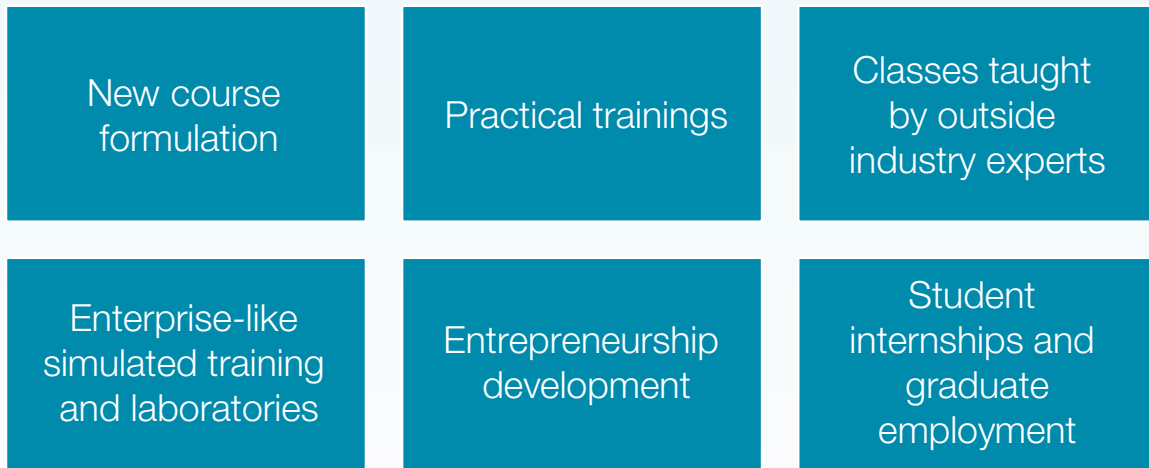 New course
formulation
Practical trainings
Classes taught
by outside
industry experts
Enterprise-like
simulated training
and laboratories
Entrepreneurship
development
Student
internships and
graduate
employment